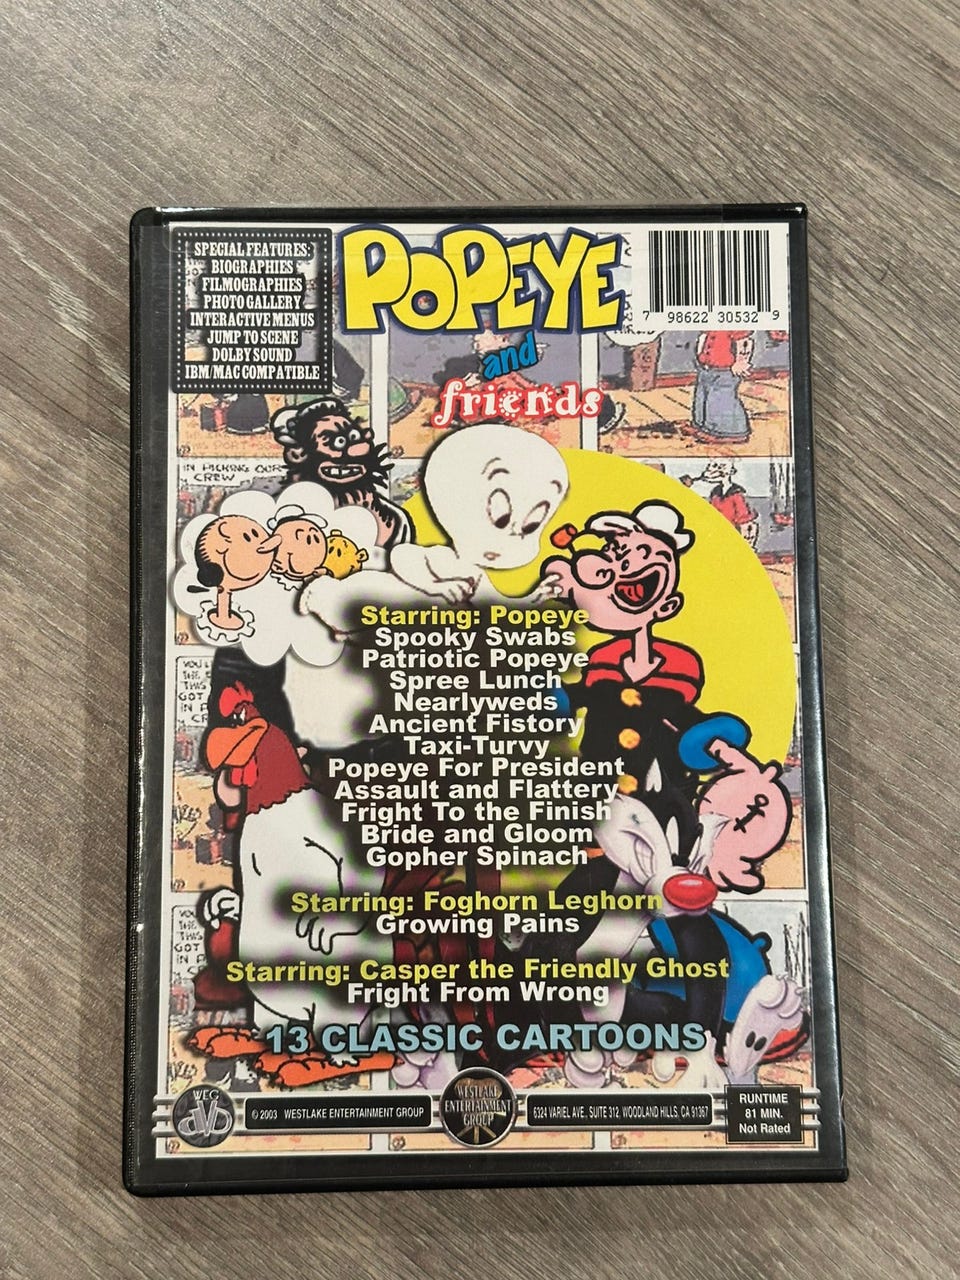 SPECIAL FEATURES:
BIOGRAPHIES
FILMOGRAPHIES
PHOTO GALLERY
INTERACTIVE MENUS
JUMP TO SCENE
DOLBY SOUND
IBM/MAC COMPATIBLE
POPEYE
and
friends
7 98622 30532 9
IN PICKING OUR
CREW
Starring: Popeye
Spooky Swabs
Patriotic Popeye
Spree Lunch
Nearlyweds
Ancient Fistory
Taxi-Turvy
Popeye For President
Assault and Flattery
Fright To the Finish
Bride and Gloom
Gopher Spinach
Starring: Foghorn Leghorn
Growing Pains
Starring: Casper the Friendly Ghost
Fright From Wrong
13 CLASSIC CARTOONS
WEG
DVD
© 2003 WESTLAKE ENTERTAINMENT GROUP
WESTLAKE
ENTERTAINMENT
GROUP
6324 VARIEL AVE., SUITE 312, WOODLAND HILLS, CA 91367
RUNTIME
81 MIN.
Not Rated